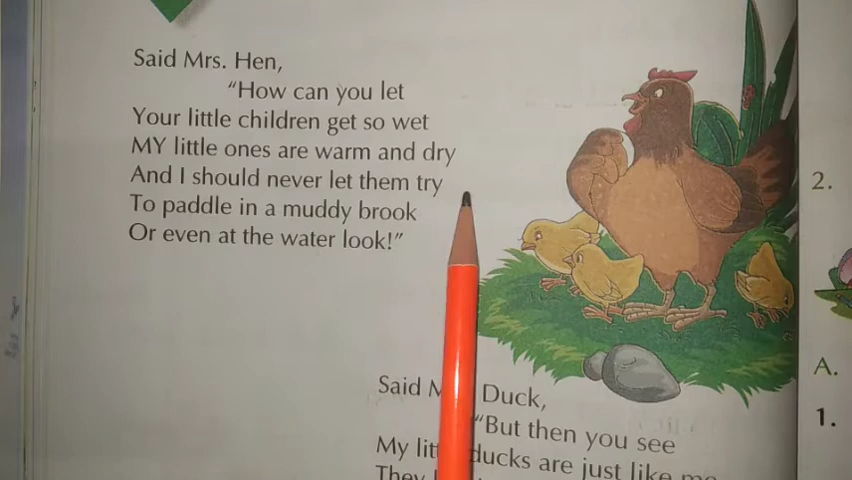 Said Mrs. Hen,
"How can you let
Your little children get so wet
MY little ones are warm and dry
And I should never let them try
To paddle in a muddy brook
Or even at the water look!"
Said Duck,
"But then you see
My ducks are just like me
They
2.
A.
1.